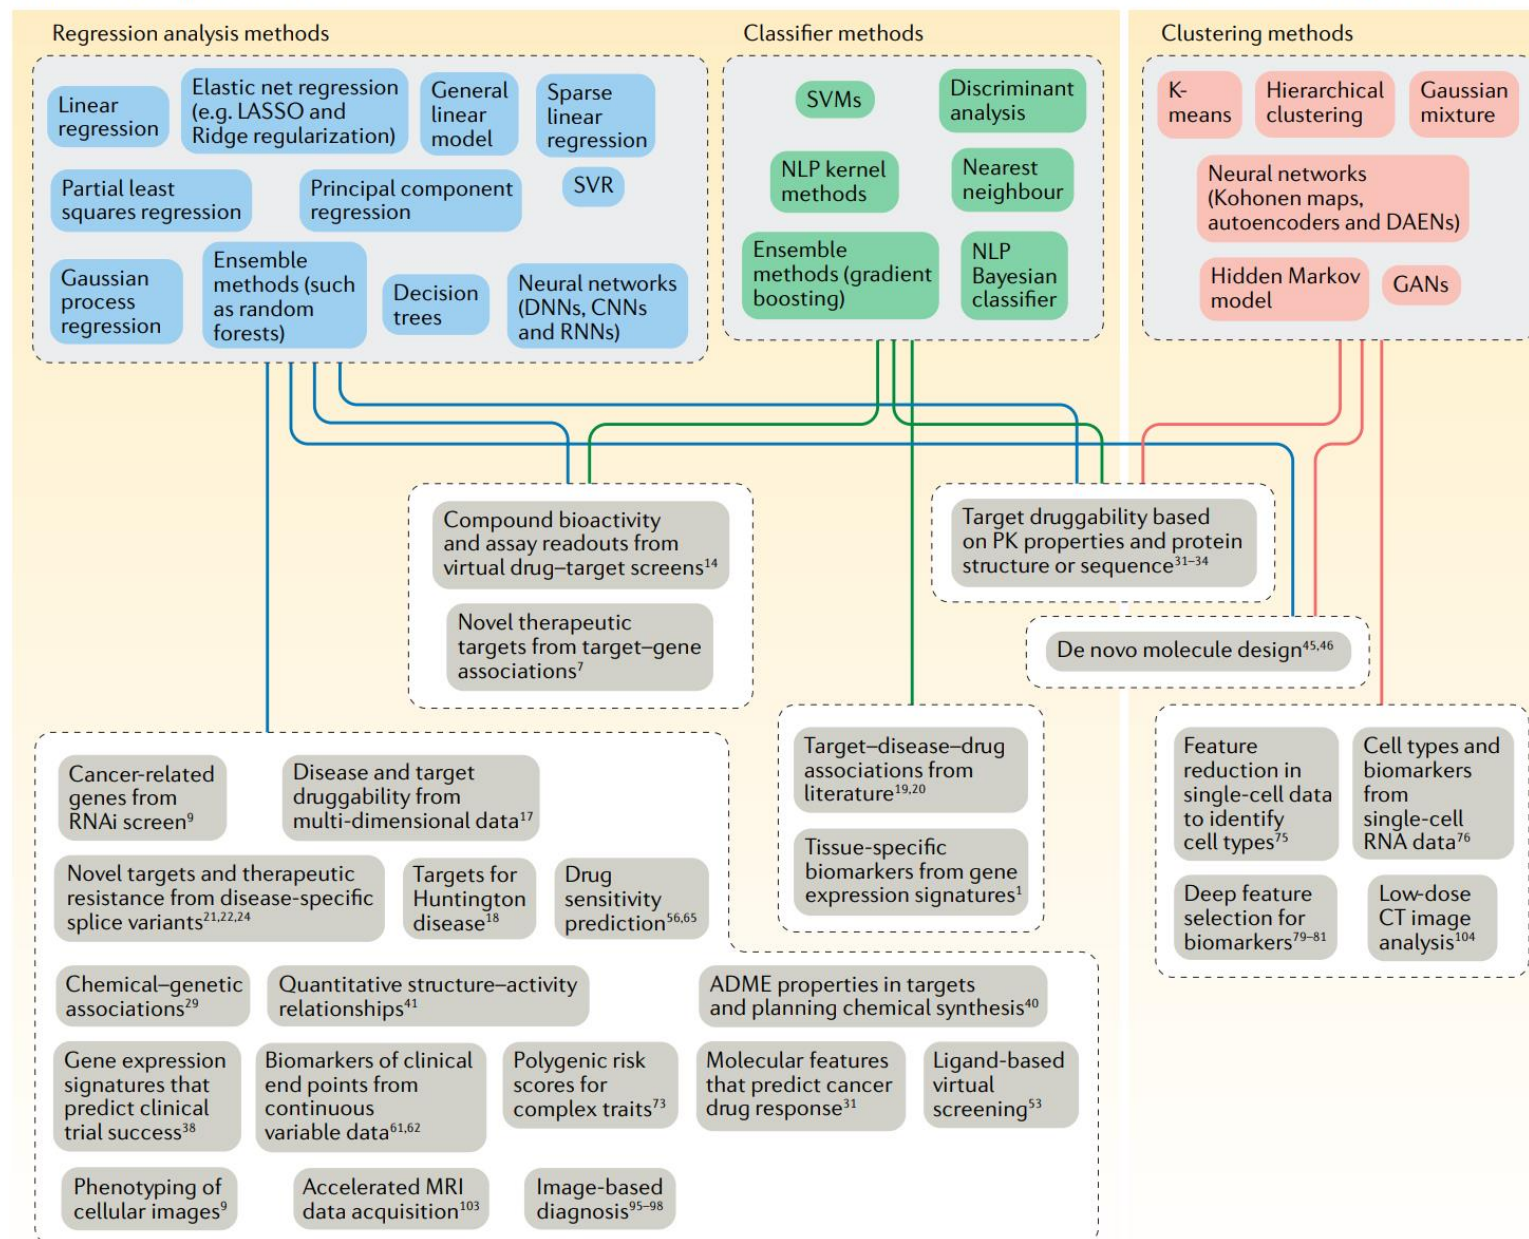 Regression analysis methods
Linear
regression
Elastic net regression
(e.g. LASSO and
Ridge regularization)
General
linear
model
Sparse
linear
regression
Partial least
squares regression
Principal component
regression
SVR
Gaussian
process
regression
Ensemble
methods (such
as random
forests)
Decision
trees
Neural networks
(DNNs, CNNs
and RNNs)
Classifier methods
SVMs
Discriminant
analysis
NLP kernel
methods
Nearest
neighbour
Ensemble
methods (gradient
boosting)
NLP
Bayesian
classifier
Clustering methods
K-
means
Hierarchical
clustering
Gaussian
mixture
Neural networks
(Kohonen maps,
autoencoders and DAENs)
Hidden Markov
model
GANs
Compound bioactivity
and assay readouts from
virtual drug–target screens14
Novel therapeutic
targets from target–gene
associations7
Target druggability based
on PK properties and protein
structure or sequence31–34
De novo molecule design45,46
Cancer-related
genes from
RNAi screen9
Disease and target
druggability from
multi-dimensional data17
Novel targets and therapeutic
resistance from disease-specific
splice variants21,22,24
Targets for
Huntington
disease18
Drug
sensitivity
prediction56,65
Target–disease–drug
associations from
literature19,20
Tissue-specific
biomarkers from gene
expression signatures1
Feature
reduction in
single-cell data
to identify
cell types75
Cell types and
biomarkers
from
single-cell
RNA data76
Deep feature
selection for
biomarkers79–81
Low-dose
CT image
analysis104
Chemical–genetic
associations29
Quantitative structure–activity
relationships41
ADME properties in targets
and planning chemical synthesis40
Gene expression
signatures that
predict clinical
trial success38
Biomarkers of clinical
end points from
continuous
variable data61,62
Polygenic risk
scores for
complex traits73
Molecular features
that predict cancer
drug response31
Ligand-based
virtual
screening53
Phenotyping of
cellular images9
Accelerated MRI
data acquisition103
Image-based
diagnosis95–98